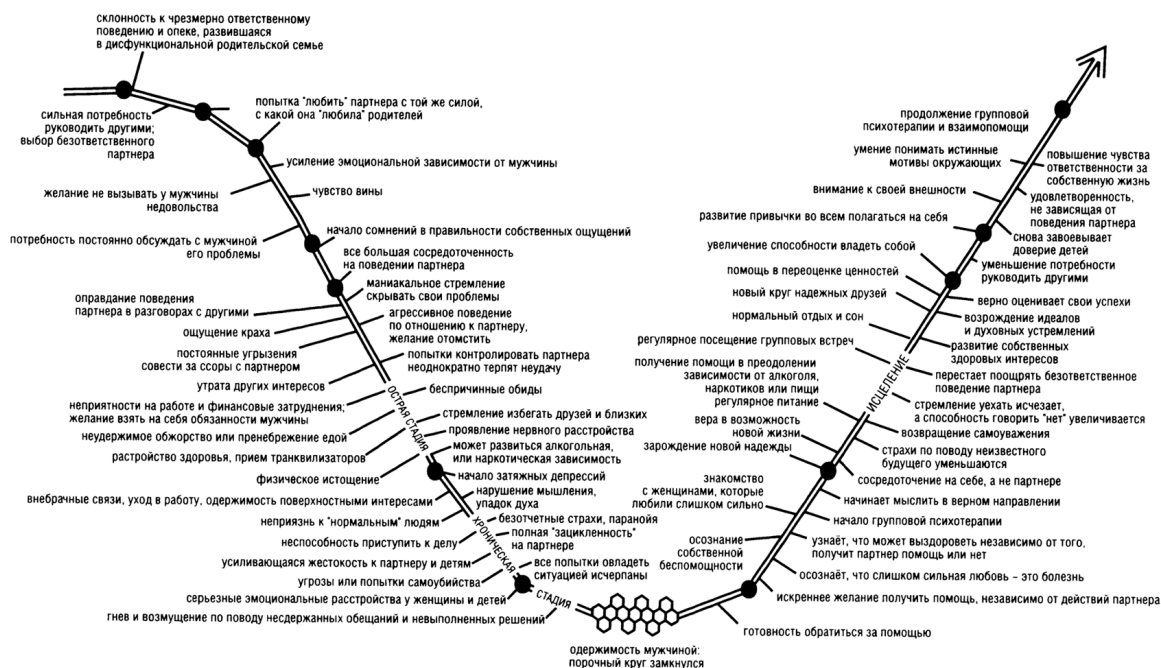 склонность к чрезмерно ответственному
поведению и опеке, развившаяся
в дисфункциональной родительской семье
сильная потребность
руководить другими;
выбор безответственного
партнера
попытка "любить" партнера с той же силой,
с какой она "любила" родителей
усиление эмоциональной зависимости от мужчины
желание не вызывать у мужчины
недовольства
чувство вины
потребность постоянно обсуждать с мужчиной
его проблемы
начало сомнений в правильности собственных ощущений
все большая сосредоточенность
на поведении партнера
маниакальное стремление
скрывать свои проблемы
оправдание поведения
партнера в разговорах с другими
агрессивное поведение
по отношению к партнеру,
желание отомстить
ощущение краха
постоянные угрызения
совести за ссоры с партнером
попытки контролировать партнера
неоднократно терпят неудачу
утрата других интересов
ОСТРАЯ СТАДИЯ
беспричинные обиды
неприятности на работе и финансовые затруднения;
желание взять на себя обязанности мужчины
стремление избегать друзей и близких
неудержимое обжорство или пренебрежение едой
проявление нервного расстройства
растройство здоровья, прием транквилизаторов
может развиться алкогольная,
или наркотическая зависимость
физическое истощение
начало затяжных депрессий
внебрачные связи, уход в работу, одержимость поверхностными интересами
нарушение мышления,
упадок духа
неприязнь к "нормальным" людям
ХРОНИЧЕСКАЯ
безотчетные страхи, паранойя
неспособность приступить к делу
полная "зацикленность"
на партнере
усиливающяяся жестокость к партнеру и детям
все попытки овладеть
ситуацией исчерпаны
угрозы или попытки самоубийства
серьезные эмоциональные расстройства у женщины и детей
СТАДИЯ
гнев и возмущение по поводу несдержанных обещаний и невыполненных решений
одержимость мужчиной:
порочный круг замкнулся
продолжение групповой
психотерапии и взаимопомощи
умение понимать истинные
мотивы окружающих
повышение чувства
ответственности за
собственную жизнь
внимание к своей внешности
удовлетворенность,
не зависящая от
поведения партнера
развитие привычки во всем полагаться на себя
снова завоевывает
доверие детей
увеличение способности владеть собой
уменьшение потребности
руководить другими
помощь в переоценке ценностей
верно оценивает свои успехи
новый круг надежных друзей
возрождение идеалов
и духовных устремлений
нормальный отдых и сон
развитие собственных
здоровых интересов
регулярное посещение групповых встреч
перестает поощрять безответственное
поведение партнера
получение помощи в преодолении
зависимости от алкоголя,
наркотиков или пищи
регулярное питание
ИСЦЕЛЕНИЕ
стремление уехать исчезает,
а способность говорить "нет" увеличивается
вера в возможность
новой жизни
возвращение самоуважения
зарождение новой надежды
страхи по поводу неизвестного
будущего уменьшаются
сосредоточение на себе, а не партнере
знакомство
с женщинами, которые
любили слишком сильно
начинает мыслить в верном направлении
начало групповой психотерапии
осознание
собственной
беспомощности
узнаёт, что может выздороветь независимо от того,
получит партнер помощь или нет
осознаёт, что слишком сильная любовь – это болезнь
искреннее желание получить помощь, независимо от действий партнера
готовность обратиться за помощью